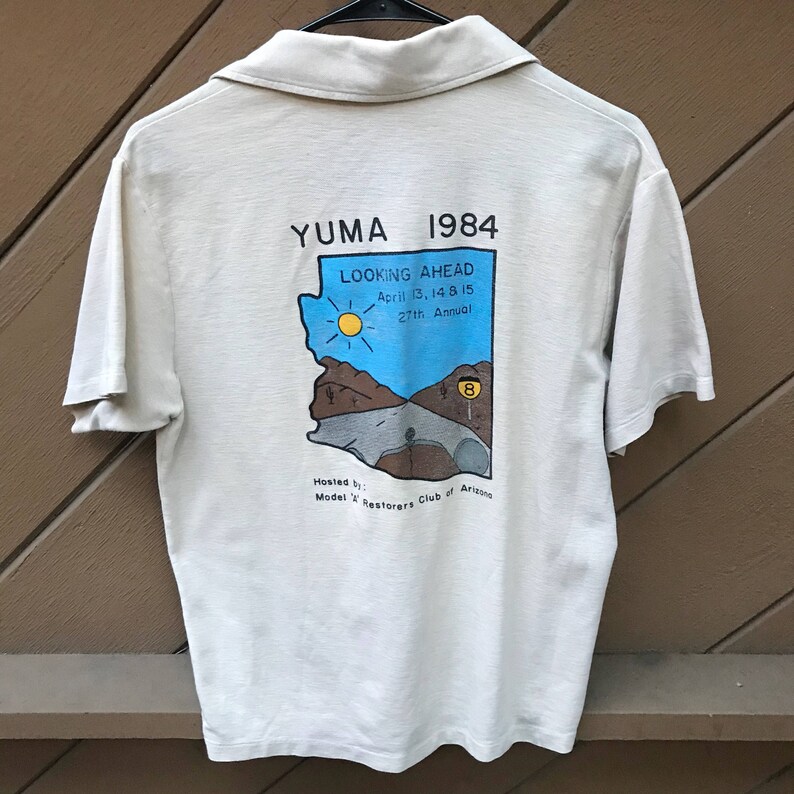 YUMA 1984
LOOKING AHEAD
April 13, 14 & 15
27th Annual
8
Hosted by:
Model 'A' Restorers Club of Arizona